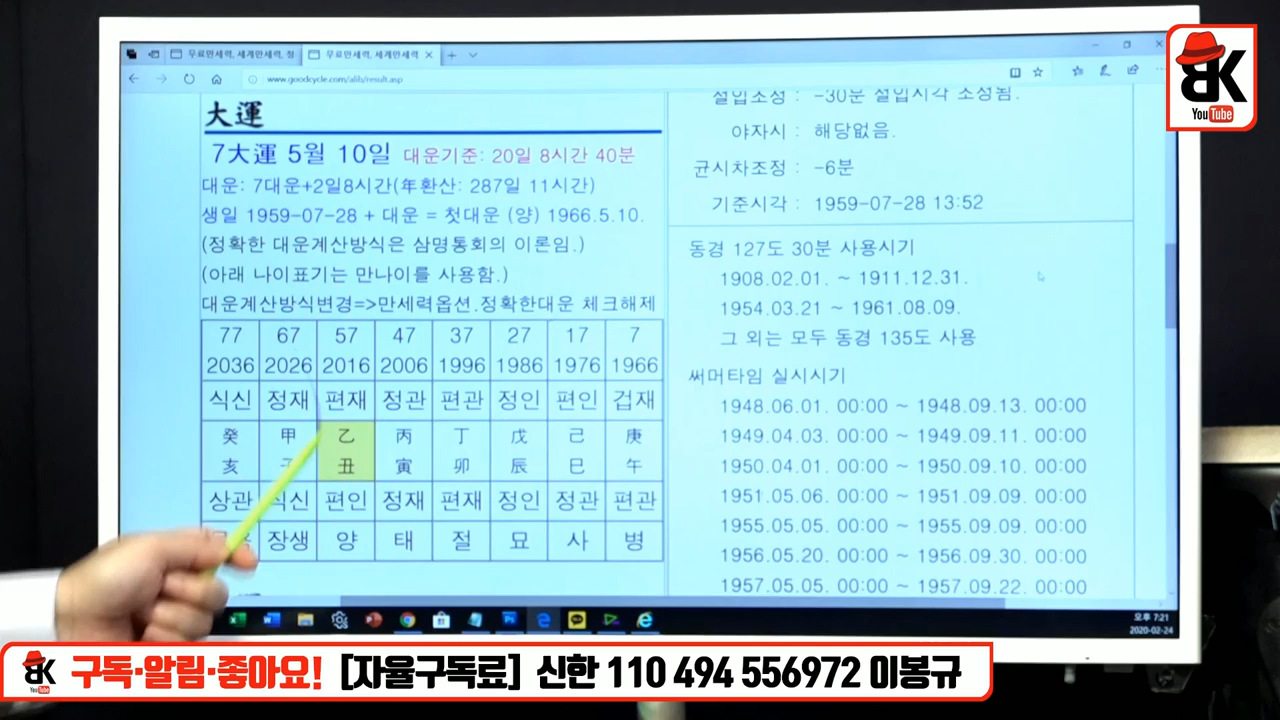 무료만세력, 세계만세력, 정
무료만세력, 세계만세력
www.goodcycle.com/alib/result.asp
BK
YouTube
大運
7大運 5월 10일 대운기준: 20일 8시간 40분
대운: 7대운+2일8시간(年환산: 287일 11시간)
생일 1959-07-28 + 대운 = 첫대운 (양) 1966.5.10.
(정확한 대운계산방식은 삼명통회의 이론임.)
(아래 나이표기는 만나이를 사용함.)
대운계산방식변경=>만세력옵션.정확한대운 체크해제
77 67 57 47 37 27 17 7
2036 2026 2016 2006 1996 1986 1976 1966
식신 정재 편재 정관 편관 정인 편인 겁재
癸 甲 乙 丙 丁 戊 己 庚
亥 丑 寅 卯 辰 巳 午
상관 식신 편인 정재 편재 정인 정관 편관
장생 양 태 절 묘 사 병
설입조정 : -30분 설입시각 조정됨.
야자시 : 해당없음.
균시차조정 : -6분
기준시각 : 1959-07-28 13:52
동경 127도 30분 사용시기
1908.02.01. ~ 1911.12.31.
1954.03.21 ~ 1961.08.09.
그 외는 모두 동경 135도 사용
써머타임 실시시기
1948.06.01. 00:00 ~ 1948.09.13. 00:00
1949.04.03. 00:00 ~ 1949.09.11. 00:00
1950.04.01. 00:00 ~ 1950.09.10. 00:00
1951.05.06. 00:00 ~ 1951.09.09. 00:00
1955.05.05. 00:00 ~ 1955.09.09. 00:00
1956.05.20. 00:00 ~ 1956.09.30. 00:00
1957.05.05. 00:00 ~ 1957.09.22. 00:00
오후 7:21
2020-02-24
BK
YouTube
구독·알림·좋아요! [자율구독료] 신한 110 494 556972 이봉규